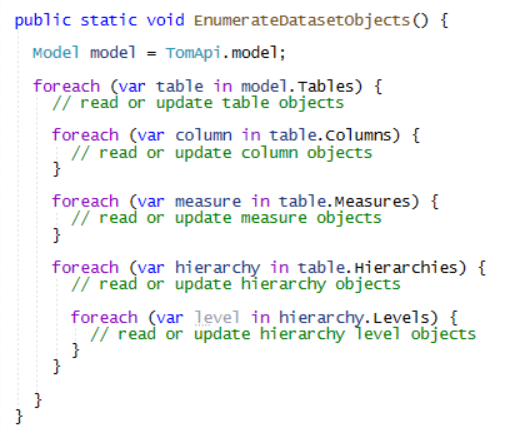 public static void EnumerateDatasetObjects() {
Model model = TomApi.model;
foreach (var table in model.Tables) {
// read or update table objects
foreach (var column in table.Columns) {
// read or update column objects
}
foreach (var measure in table.Measures) {
// read or update measure objects
}
foreach (var hierarchy in table.Hierarchies) {
// read or update hierarchy objects
foreach (var level in hierarchy.Levels) {
// read or update hierarchy level objects
}
}
}
}